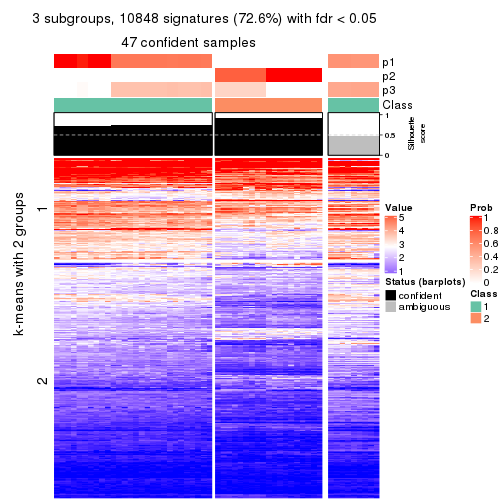 3 subgroups, 10848 signatures (72.6%) with fdr < 0.05
47 confident samples
p1
p2
p3
Class
1
0.5
0
Silhouette
score
k-means with 2 groups
1
2
Value
5
4
3
2
1
Status (barplots)
confident
ambiguous
Prob
1
0.8
0.6
0.4
0.2
0
Class
1
2